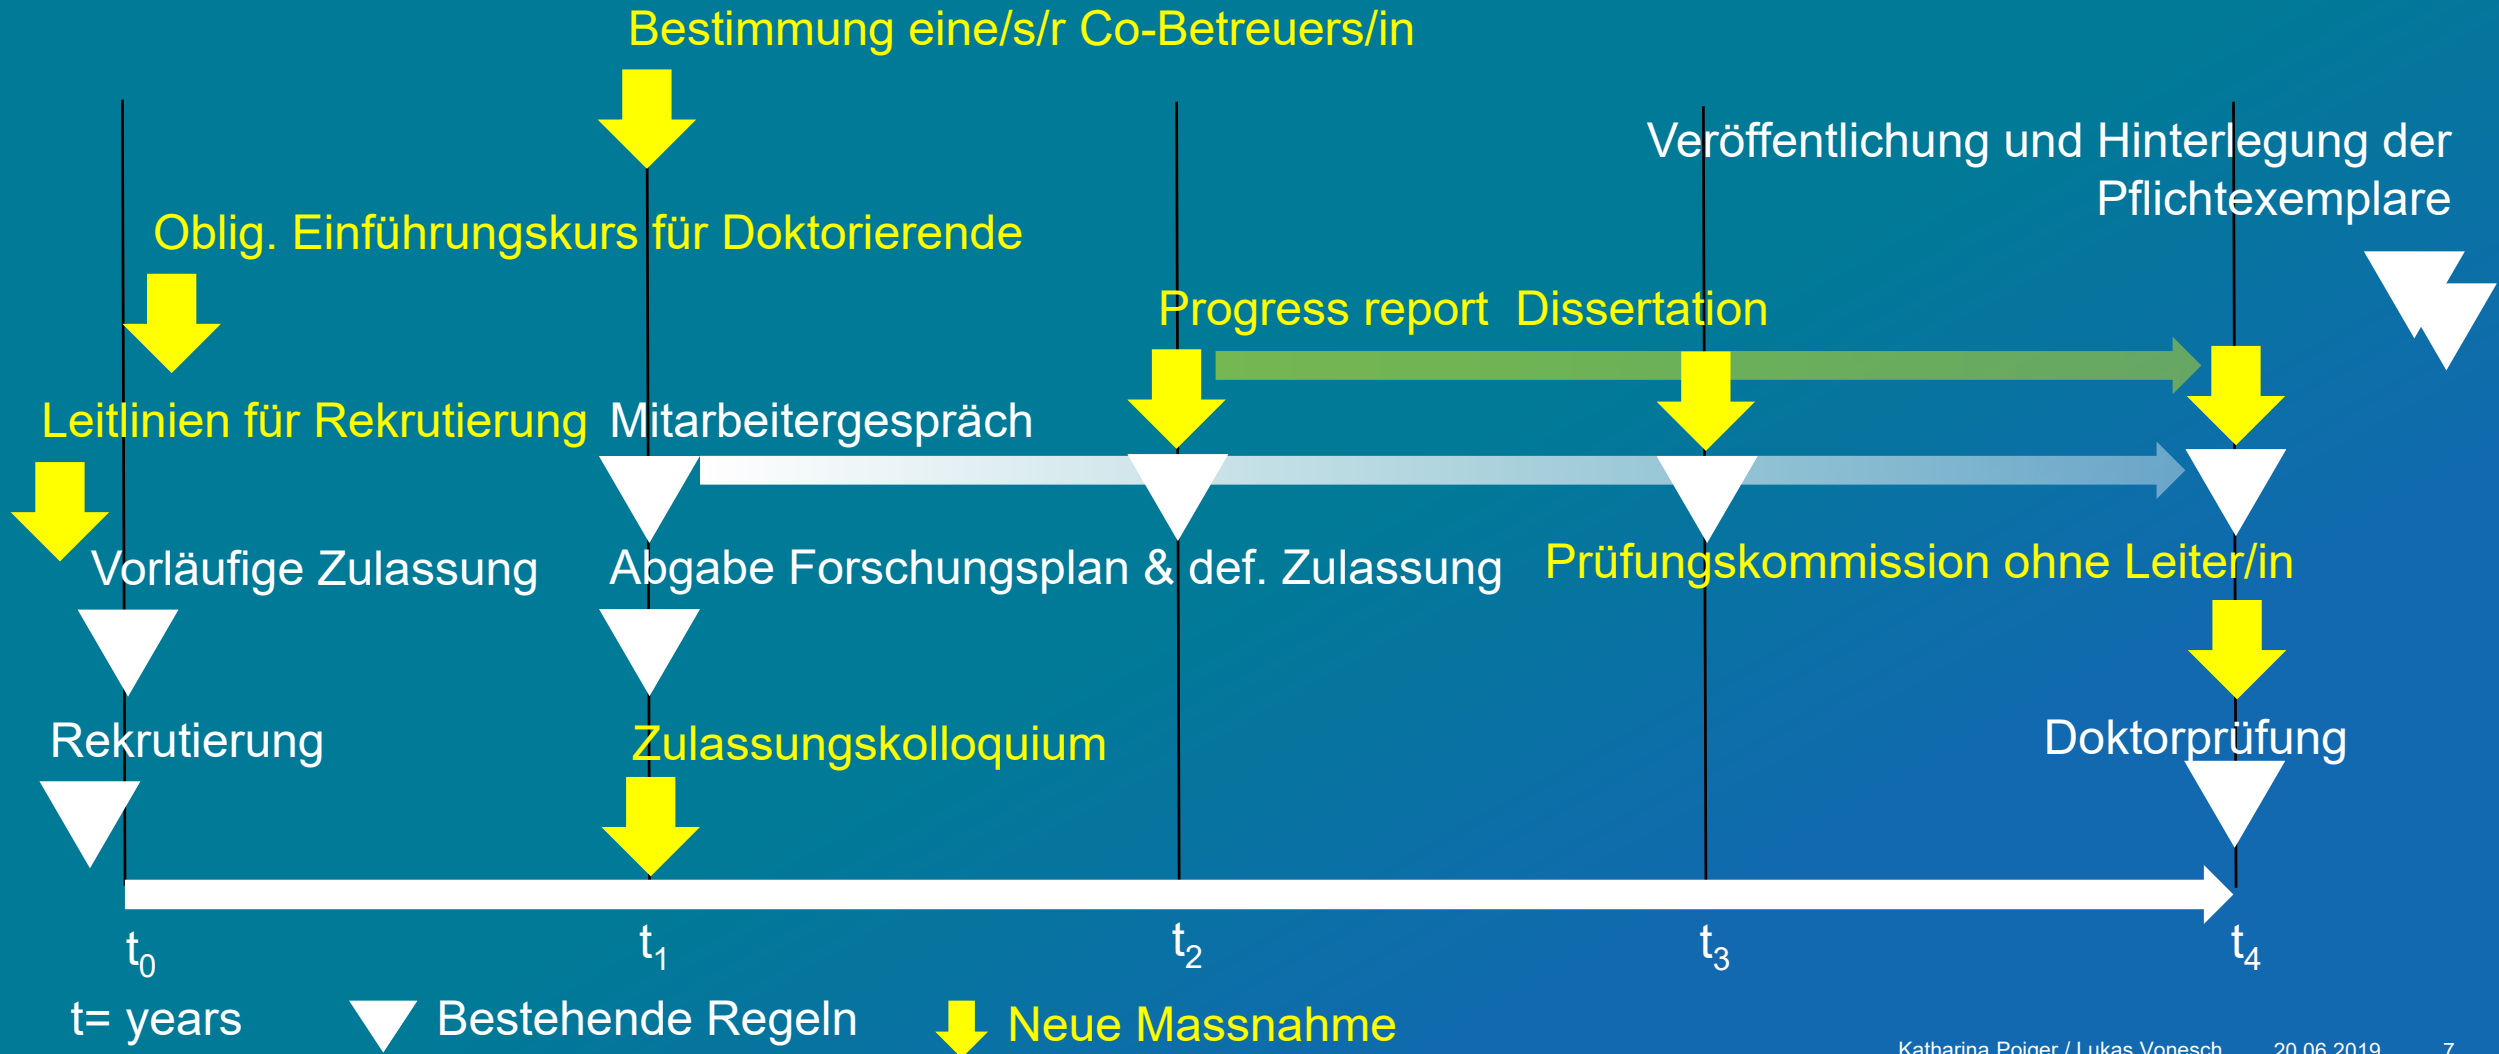 Bestimmung eine/s/r Co-Betreuers/in
Veröffentlichung und Hinterlegung der
Pflichtexemplare
Oblig. Einführungskurs für Doktorierende
Progress report  Dissertation
Leitlinien für Rekrutierung
Mitarbeitergespräch
Vorläufige Zulassung
Abgabe Forschungsplan & def. Zulassung
Prüfungskommission ohne Leiter/in
Rekrutierung
Zulassungskolloquium
Doktorprüfung
t0
t1
t2
t3
t4
t= years
Bestehende Regeln
Neue Massnahme
Katharina Poiger / Lukas Vonesch
20.06.2019
7